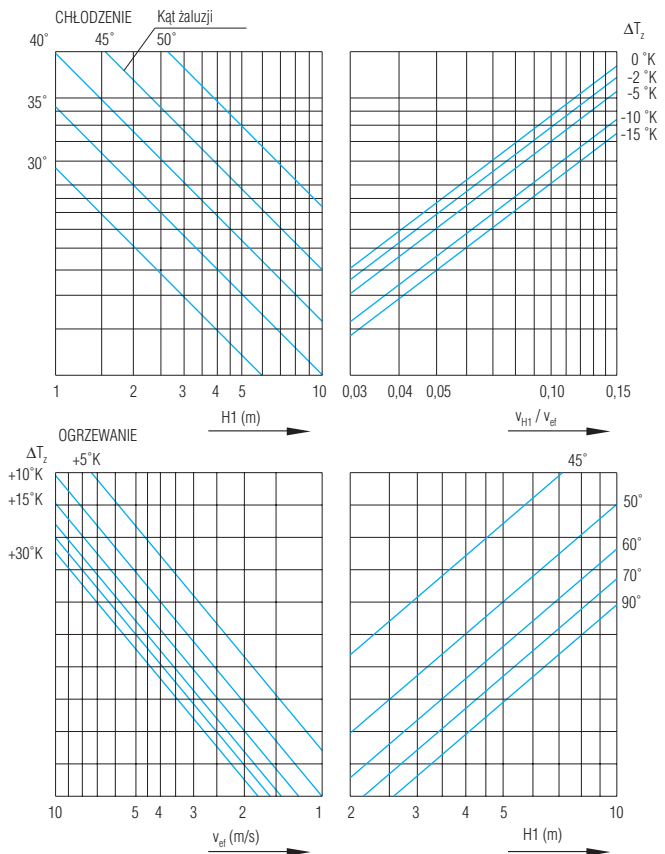 CHŁODZENIE
Kąt żaluzji
40˚ 45˚ 50˚
35˚
30˚
1 2 3 4 5 10
H1 (m)
ΔTz
0 ˚K
-2 ˚K
-5 ˚K
-10 ˚K
-15 ˚K
0,03 0,04 0,05 0,10 0,15
vH1 / vef
OGRZEWANIE
ΔTz
+5˚K
+10˚K
+15˚K
+30˚K
10 5 4 3 2 1
vef (m/s)
45˚
50˚
60˚
70˚
90˚
2 3 4 5 10
H1 (m)